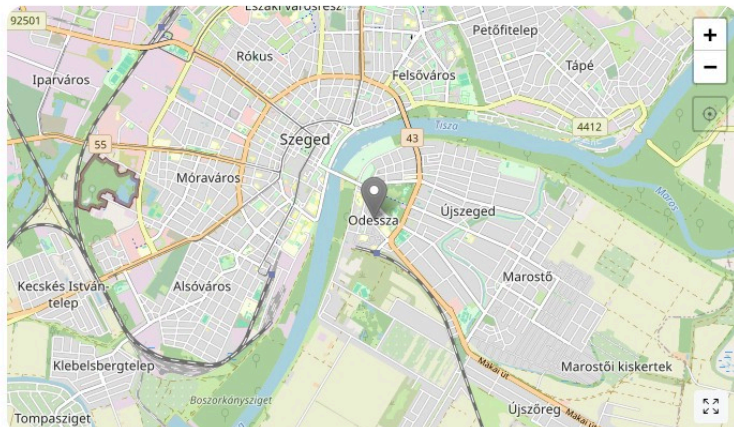 92501
Északi városrész
Petőfitelep
Rókus
Iparváros
Felsőváros
Tápé
Tisza
4412
55
Szeged
43
Maros
Móraváros
Odessza
Újszeged
Kecskés István-
telep
Alsóváros
Marostő
Klebelsbergtelep
Makai út
Marostői kiskertek
Boszorkánysziget
Tompasziget
Újszőreg
Makai út